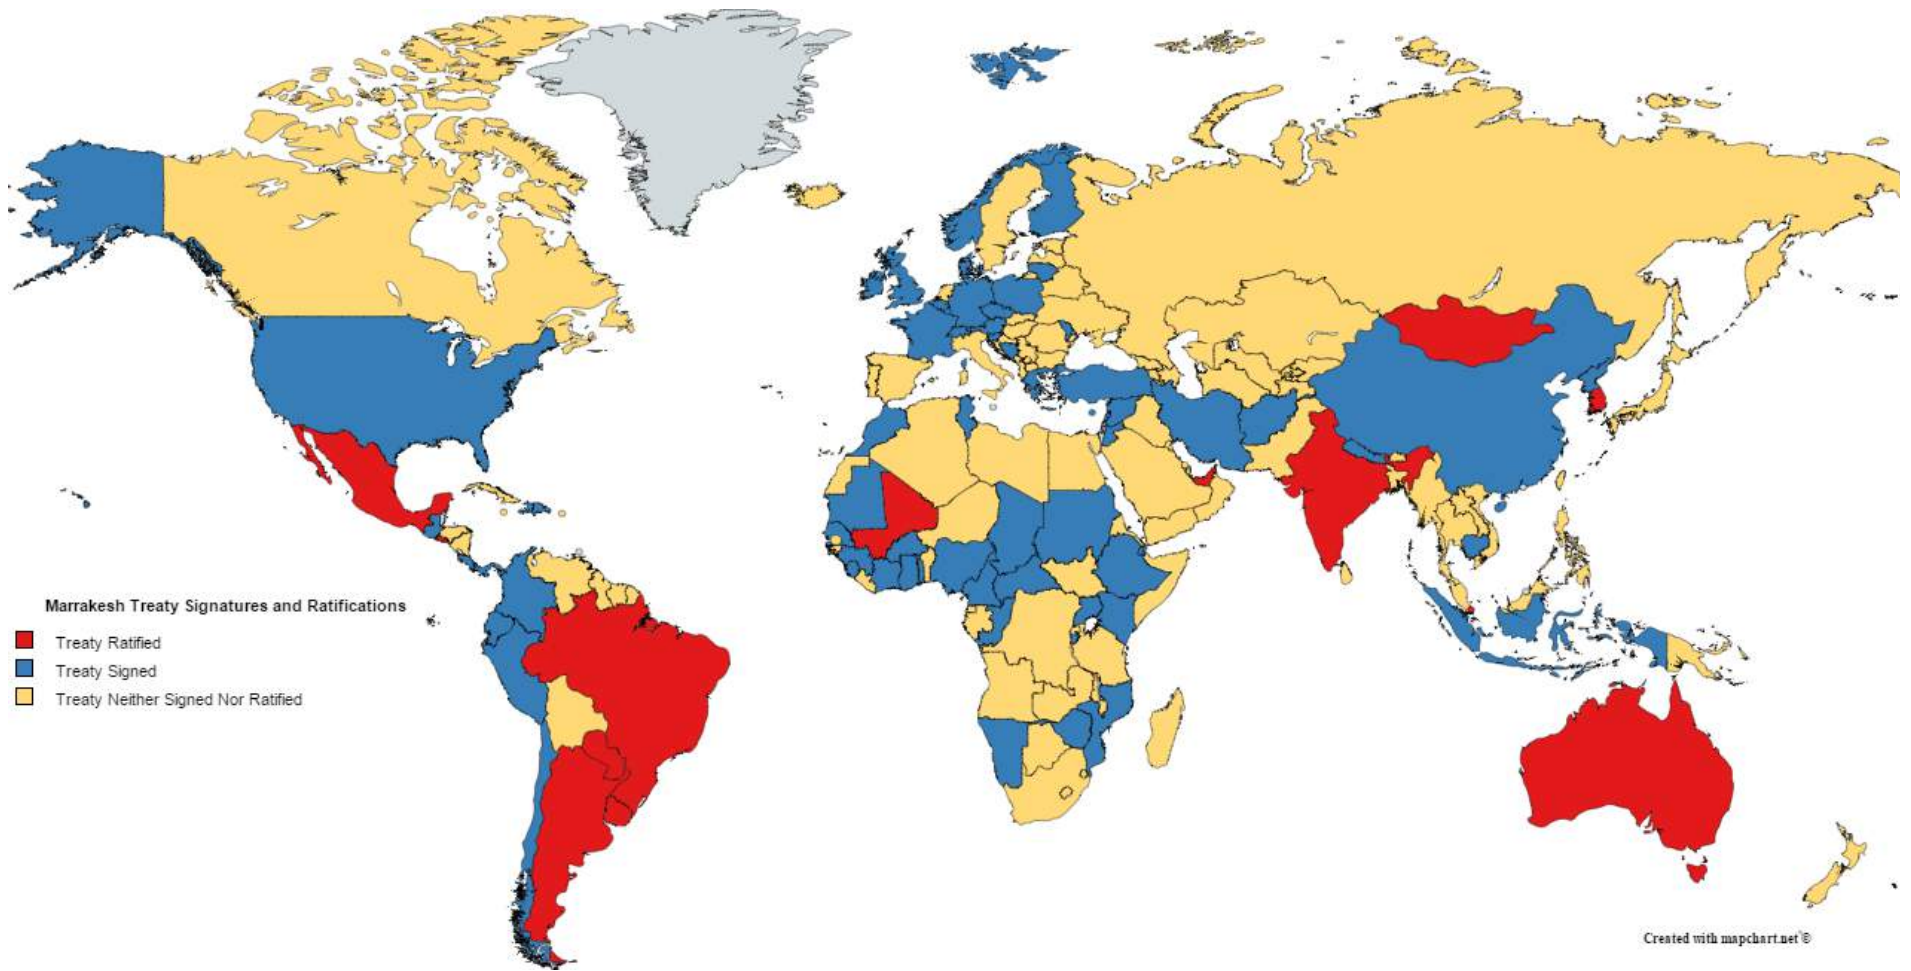 Marrakesh Treaty Signatures and Ratifications
Treaty Ratified
Treaty Signed
Treaty Neither Signed Nor Ratified
Created with mapchart.net©